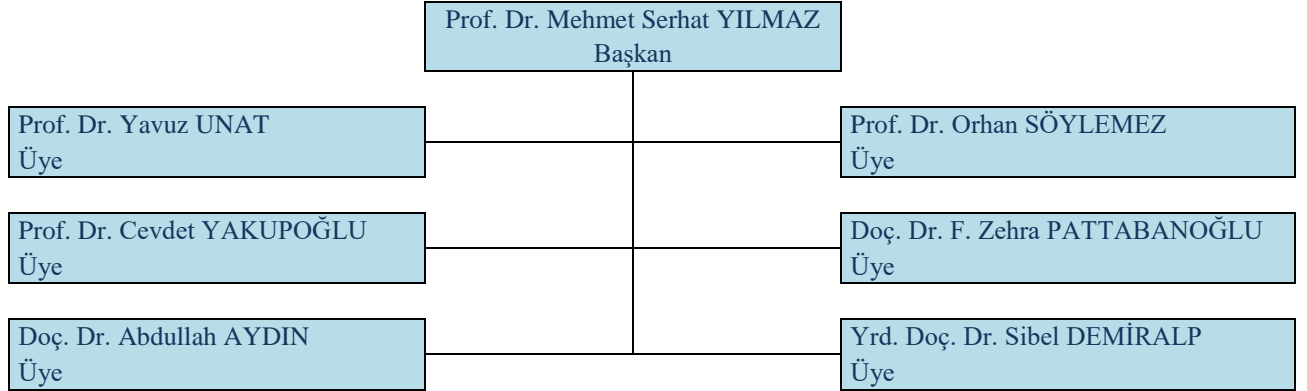 Prof. Dr. Mehmet Serhat YILMAZ
Başkan
Prof. Dr. Yavuz UNAT
Üye
Prof. Dr. Orhan SÖYLEMEZ
Üye
Prof. Dr. Cevdet YAKUPOĞLU
Üye
Doç. Dr. F. Zehra PATTABANOĞLU
Üye
Doç. Dr. Abdullah AYDIN
Üye
Yrd. Doç. Dr. Sibel DEMİRALP
Üye